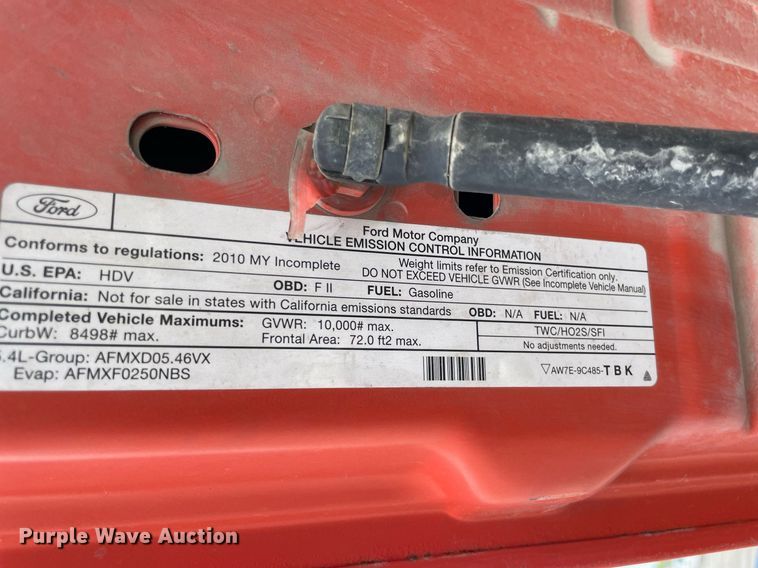 Ford
Ford Motor Company
VEHICLE EMISSION CONTROL INFORMATION
Conforms to regulations: 2010 MY Incomplete
Weight limits refer to Emission Certification only.
DO NOT EXCEED VEHICLE GVWR (See Incomplete Vehicle Manual)
U.S. EPA: HDV OBD: F II FUEL: Gasoline
California: Not for sale in states with California emissions standards OBD: N/A FUEL: N/A
Completed Vehicle Maximums: GVWR: 10,000# max. TWC/HO2S/SFI
CurbW: 8498# max. Frontal Area: 72.0 ft2 max. No adjustments needed.
5.4L-Group: AFMXD05.46VX
Evap: AFMXF0250NBS
AW7E-9C485-TBK
Purple Wave Auction